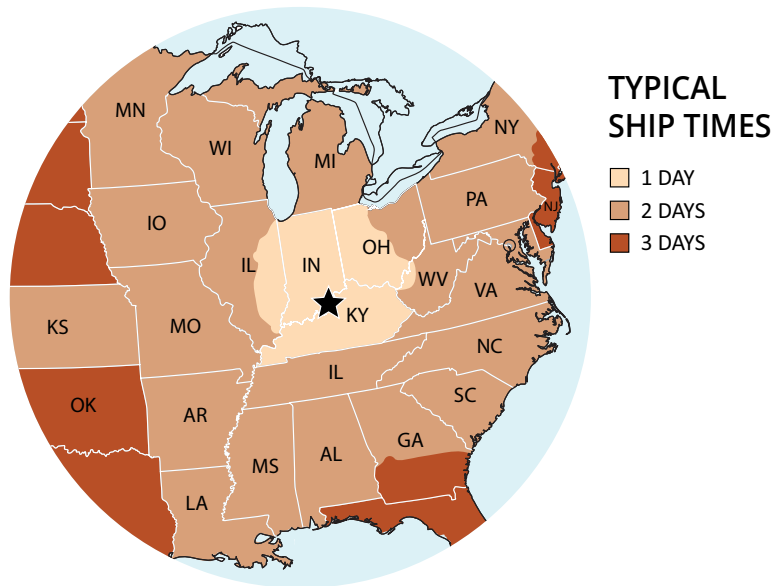 TYPICAL
SHIP TIMES
1 DAY
2 DAYS
3 DAYS
MN
WI
MI
NY
PA
NJ
IO
IL
IN
OH
WV
VA
KS
MO
KY
NC
IL
OK
AR
SC
GA
MS
AL
LA